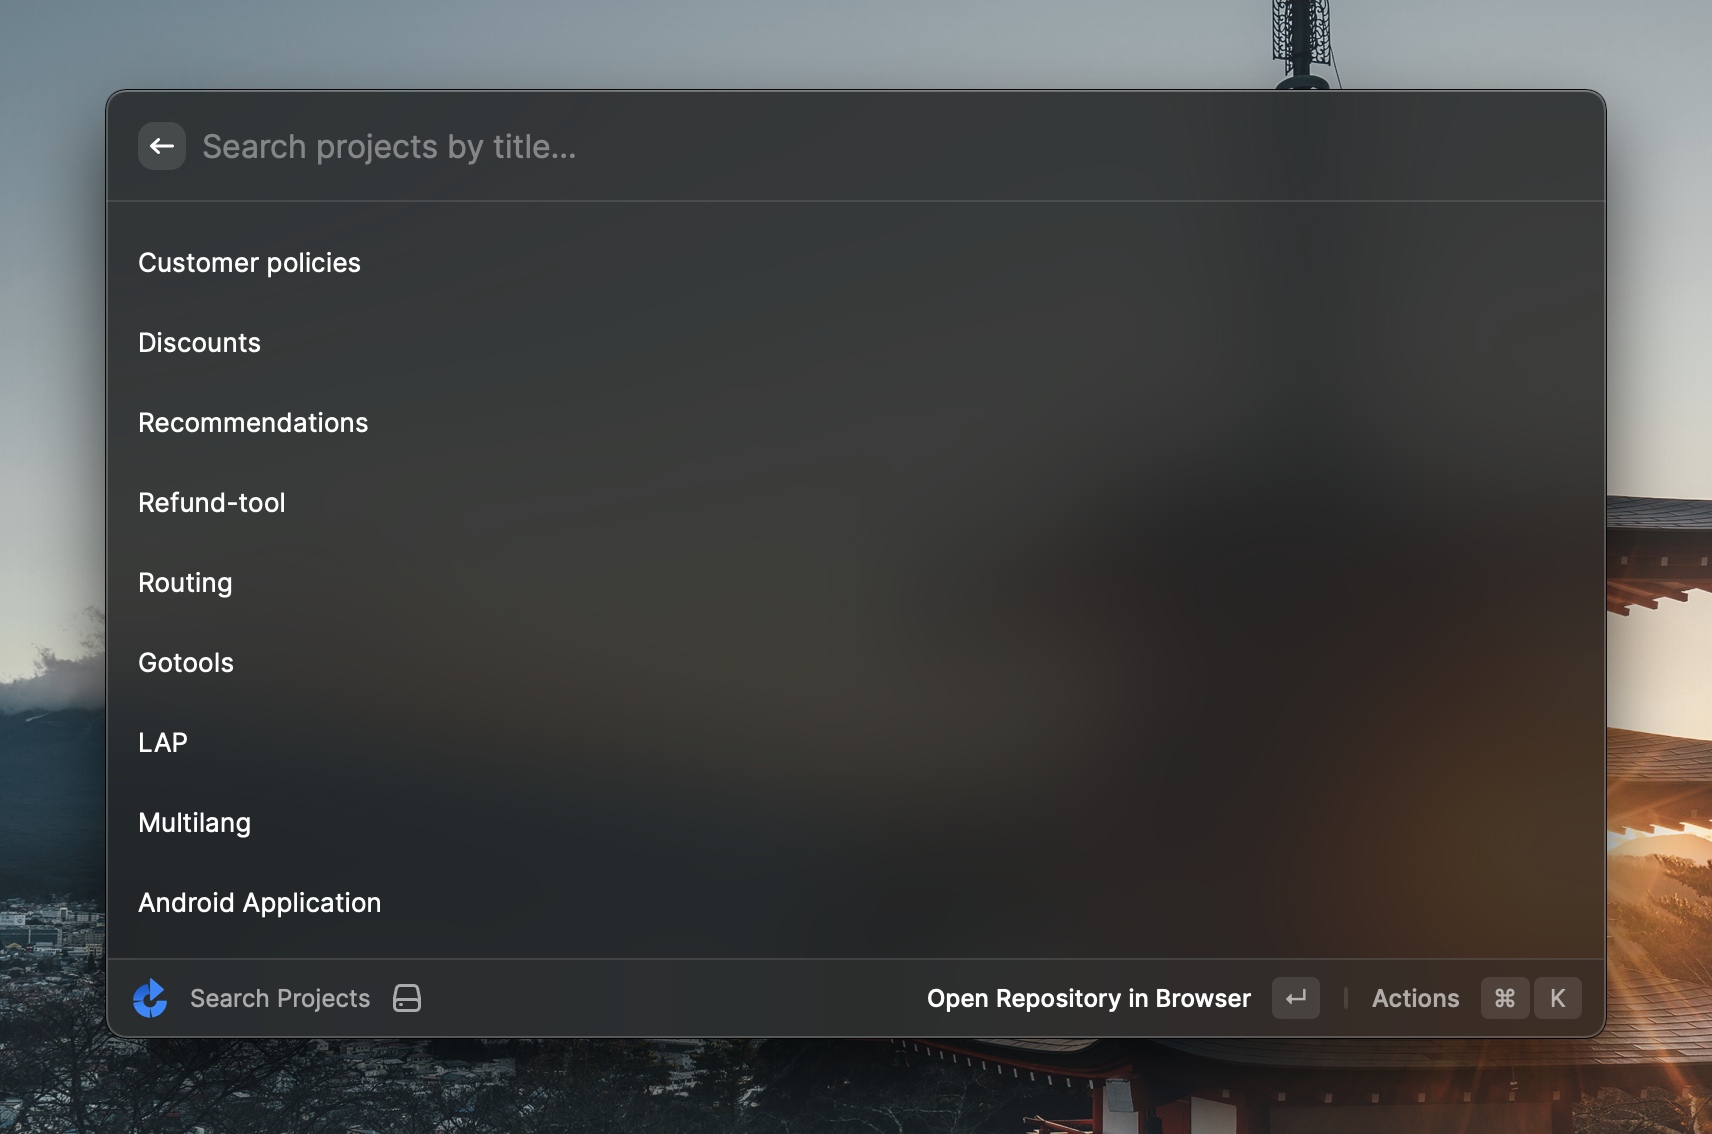 Search projects by title...
Customer policies
Discounts
Recommendations
Refund-tool
Routing
Gotools
LAP
Multilang
Android Application
Search Projects
Open Repository in Browser ↵ Actions ⌘ K